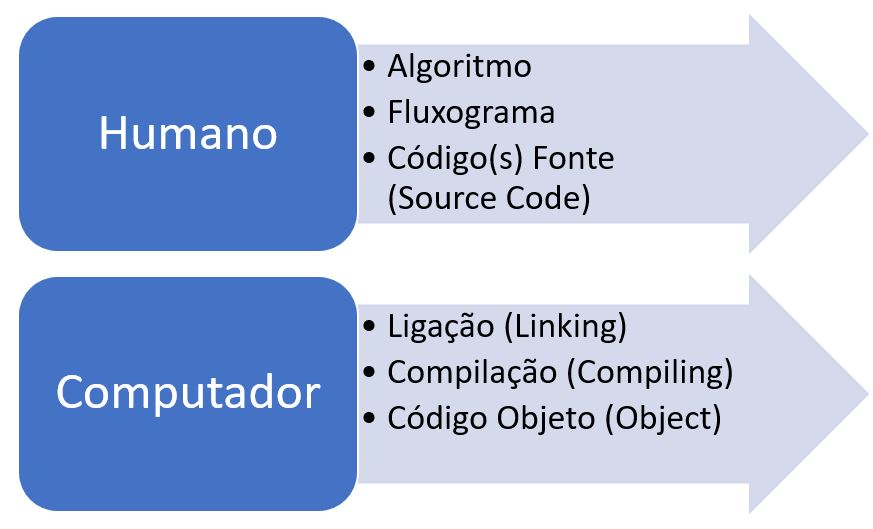 Humano
• Algoritmo
• Fluxograma
• Código(s) Fonte
(Source Code)
Computador
• Ligação (Linking)
• Compilação (Compiling)
• Código Objeto (Object)